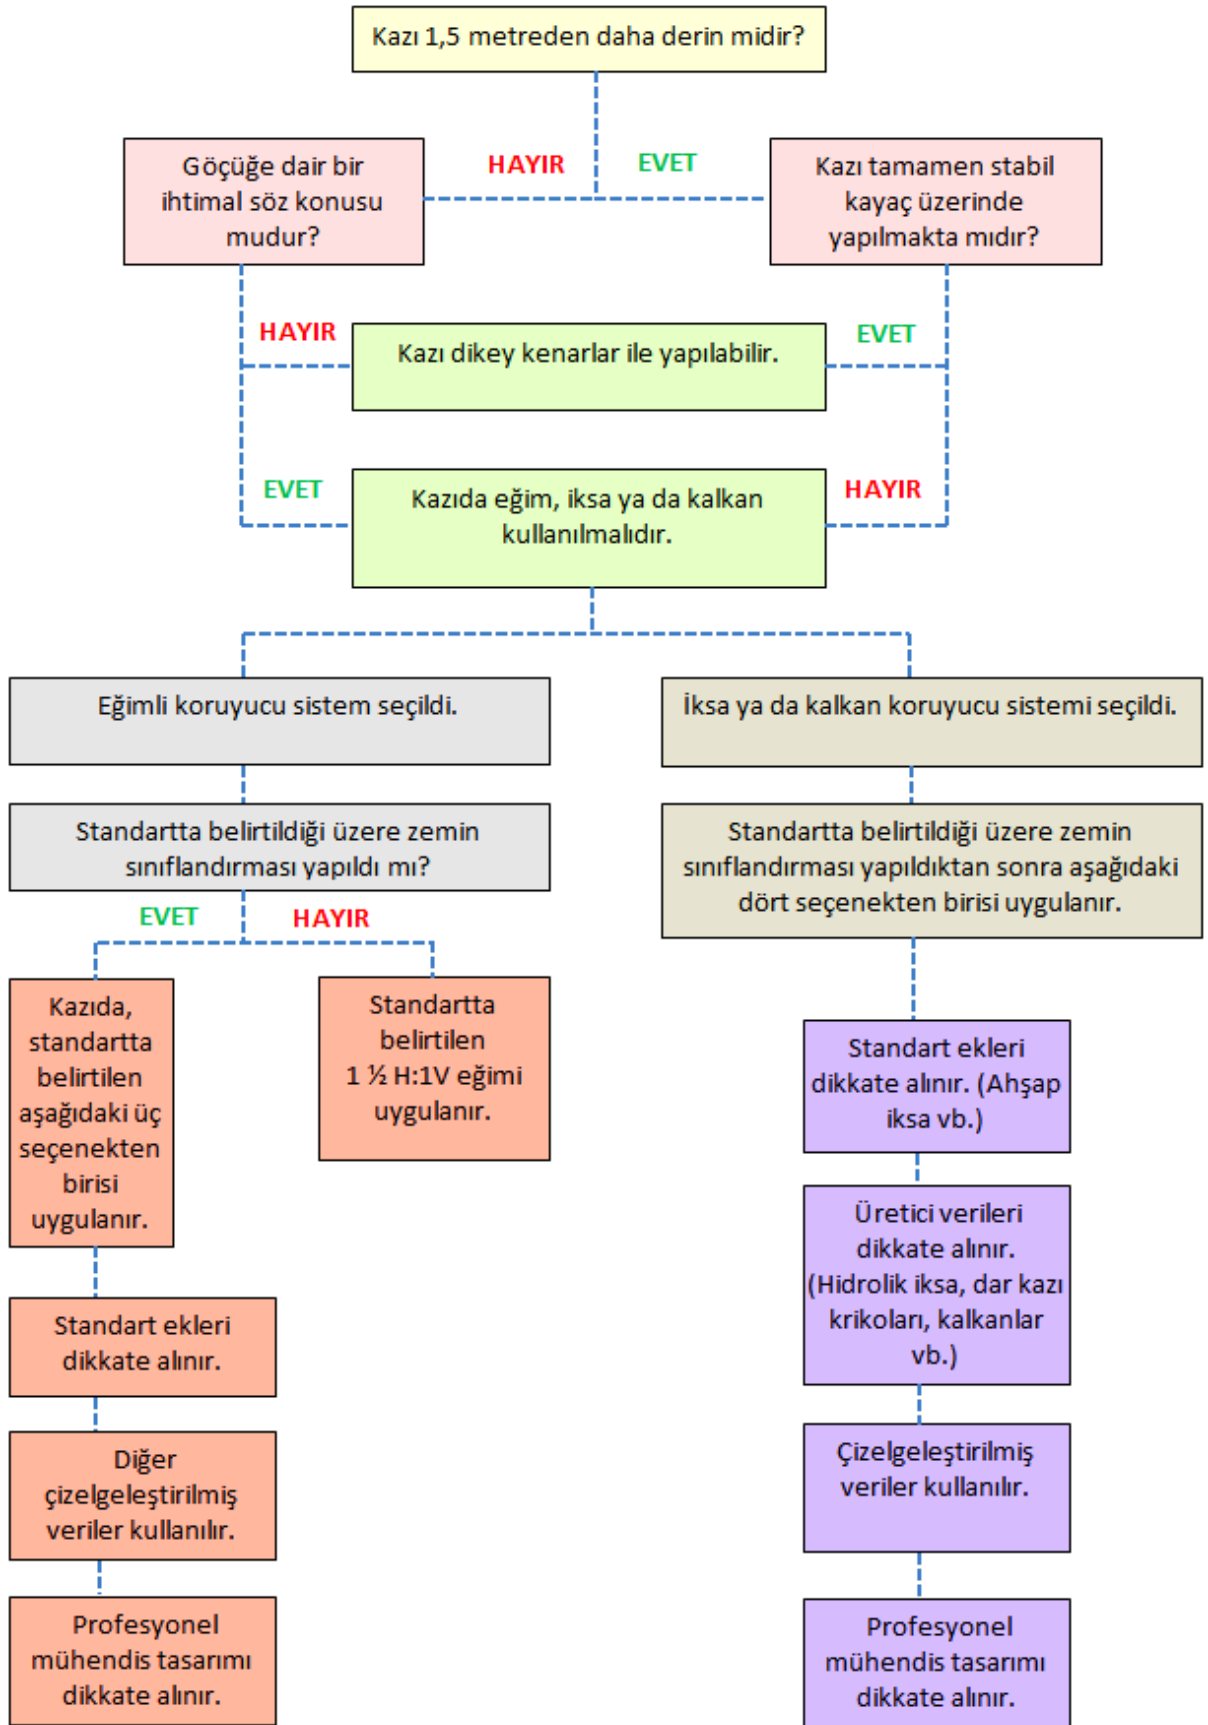 Kazı 1,5 metreden daha derin midir?
Göçüğe dair bir
ihtimal söz konusu
mudur?
HAYIR
EVET
Kazı tamamen stabil
kayaç üzerinde
yapılmakta mıdır?
HAYIR
Kazı dikey kenarlar ile yapılabilir.
EVET
EVET
Kazıda eğim, iksa ya da kalkan
kullanılmalıdır.
HAYIR
Eğimli koruyucu sistem seçildi.
İksa ya da kalkan koruyucu sistemi seçildi.
Standartta belirtildiği üzere zemin
sınıflandırması yapıldı mı?
Standartta belirtildiği üzere zemin
sınıflandırması yapıldıktan sonra aşağıdaki
dört seçenekten birisi uygulanır.
EVET
HAYIR
Kazıda,
standartta
belirtilen
aşağıdaki üç
seçenekten
birisi
uygulanır.
Standartta
belirtilen
1 ½ H:1V eğimi
uygulanır.
Standart ekleri
dikkate alınır.
Diğer
çizelgeleştirilmiş
veriler kullanılır.
Profesyonel
mühendis tasarımı
dikkate alınır.
Standart ekleri
dikkate alınır. (Ahşap
iksa vb.)
Üretici verileri
dikkate alınır.
(Hidrolik iksa, dar kazı
krikoları, kalkanlar
vb.)
Çizelgeleştirilmiş
veriler kullanılır.
Profesyonel
mühendis tasarımı
dikkate alınır.